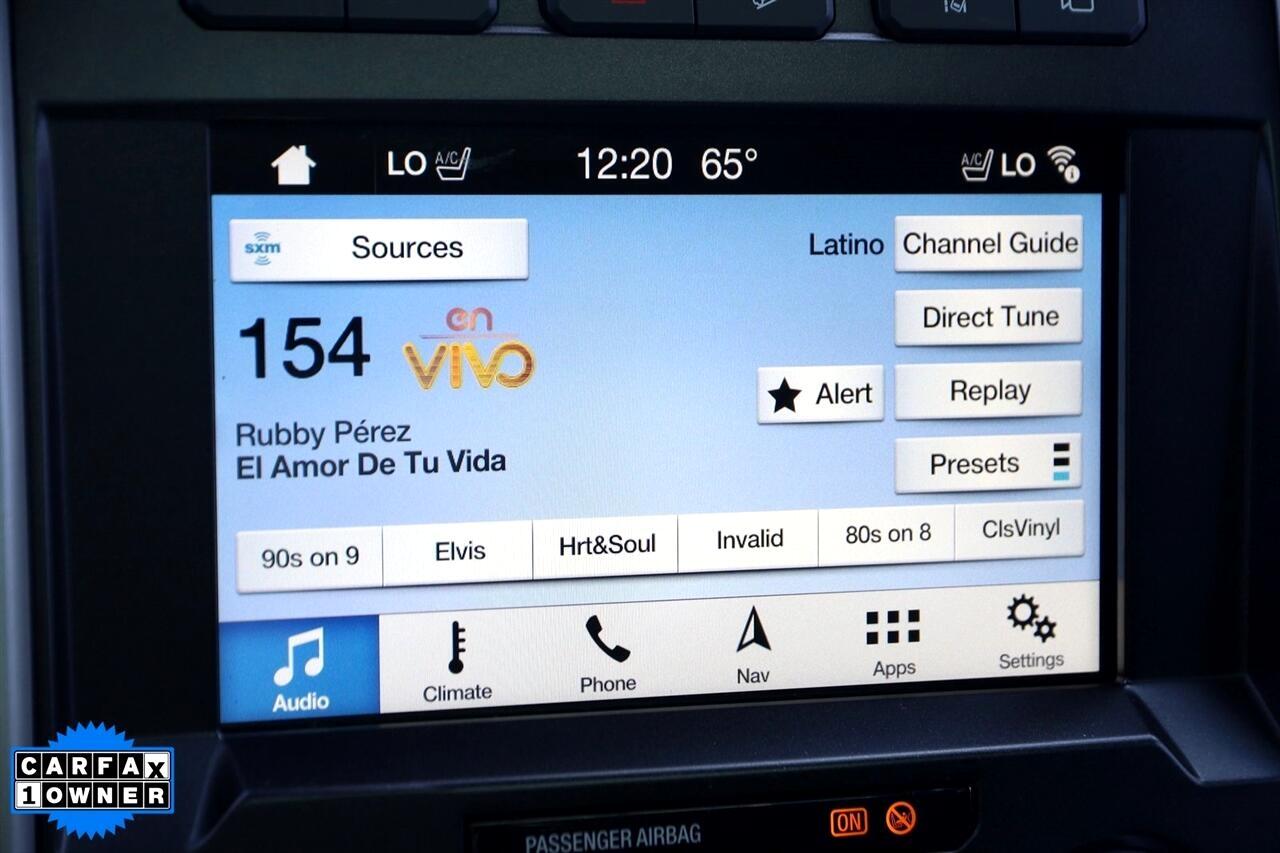 LO A/C 12:20 65° A/C LO
sxm Sources
Latino Channel Guide
154 en VIVO
Direct Tune
Alert Replay
Rubby Pérez
El Amor De Tu Vida
Presets
90s on 9 Elvis Hrt&Soul Invalid 80s on 8 ClsVinyl
Audio Climate Phone Nav Apps Settings
CARFAX
1 OWNER
PASSENGER AIRBAG ON